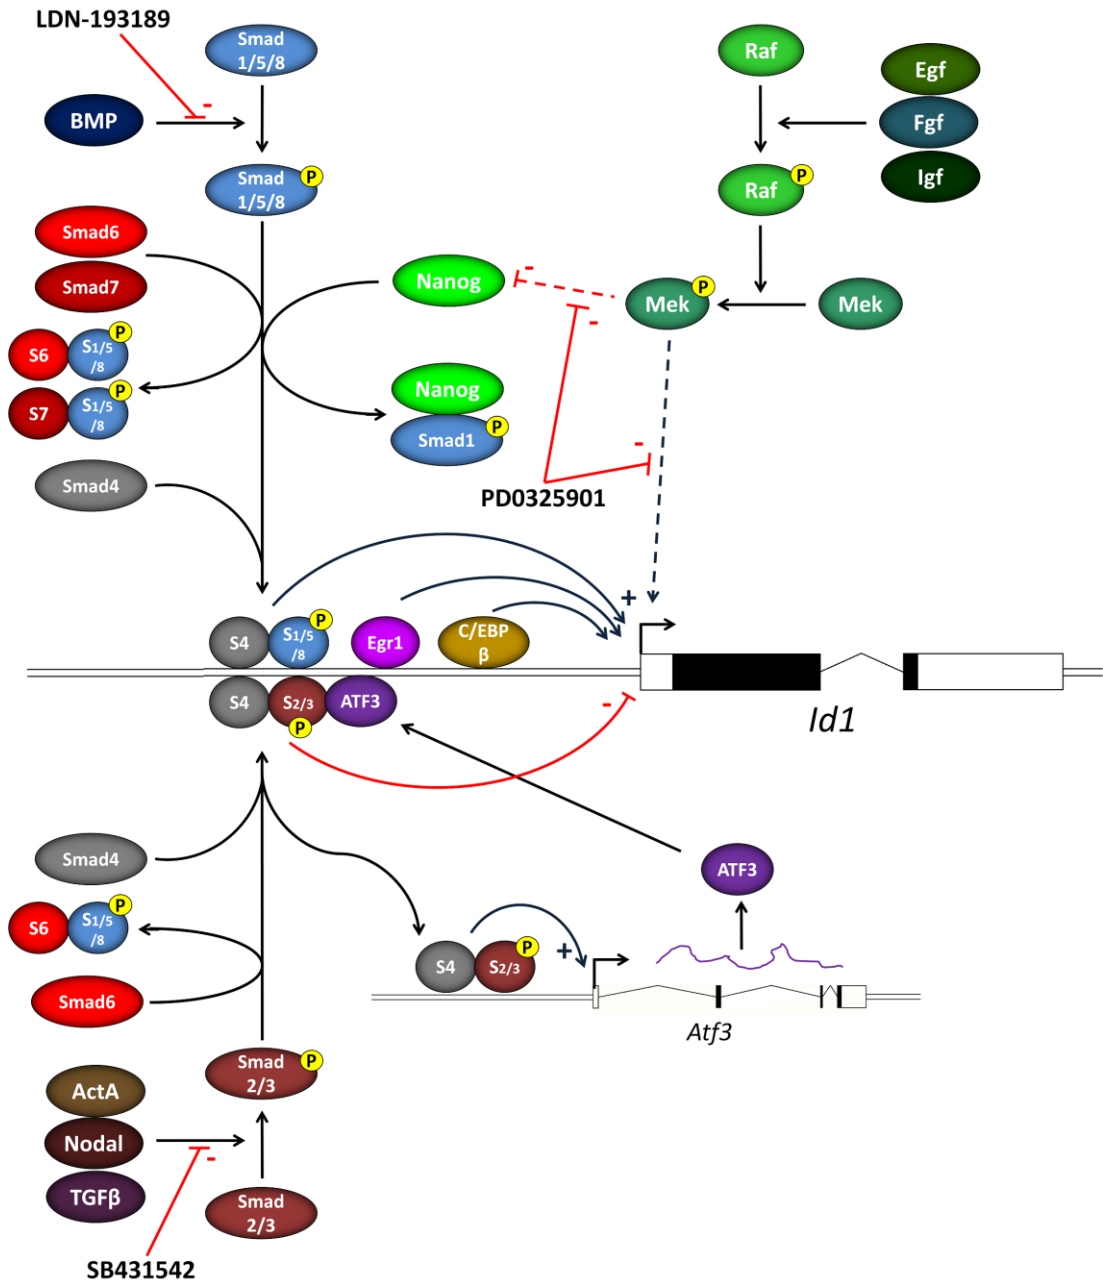 LDN-193189
Smad
1/5/8
Raf
Egf
BMP
-
Fgf
Igf
Smad
1/5/8
P
Raf
P
Smad6
Smad7
Nanog
-
Mek
P
Mek
-
S6
S1/5
/8
P
S7
S1/5
/8
P
Nanog
Smad1
P
-
Smad4
PD0325901
+
S4
S1/5
/8
P
Egr1
C/EBP
β
S4
S2/3
P
ATF3
-
Id1
Smad4
ATF3
S6
S1/5
/8
P
S4
S2/3
P
+
Smad6
Atf3
Smad
2/3
P
ActA
Nodal
TGFβ
-
Smad
2/3
SB431542